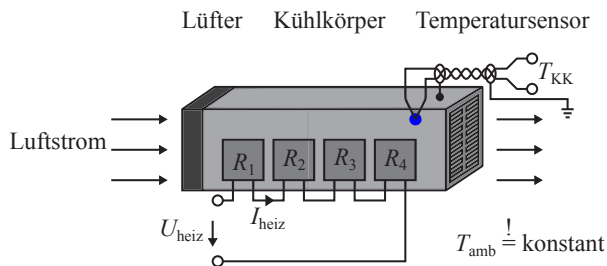 Lüfter Kühlkörper Temperatursensor
T_KK
Luftstrom
R_1 R_2 R_3 R_4
I_heiz
U_heiz
T_amb =! konstant